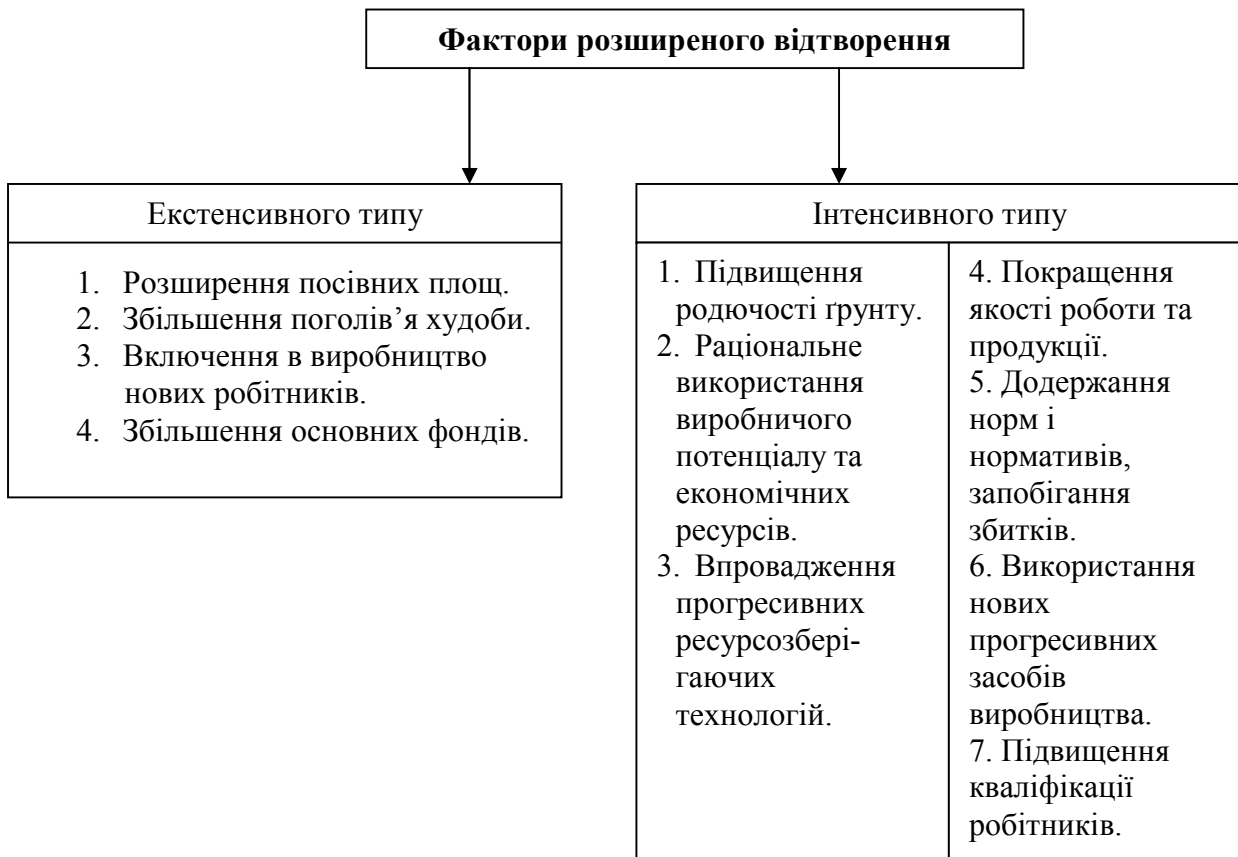 Фактори розширеного відтворення
Екстенсивного типу
1. Розширення посівних площ.
2. Збільшення поголів’я худоби.
3. Включення в виробництво
нових робітників.
4. Збільшення основних фондів.
Інтенсивного типу
1. Підвищення
родючості ґрунту.
2. Раціональне
використання
виробничого
потенціалу та
економічних
ресурсів.
3. Впровадження
прогресивних
ресурсозбері-
гаючих
технологій.
4. Покращення
якості роботи та
продукції.
5. Додержання
норм і
нормативів,
запобігання
збитків.
6. Використання
нових
прогресивних
засобів
виробництва.
7. Підвищення
кваліфікації
робітників.